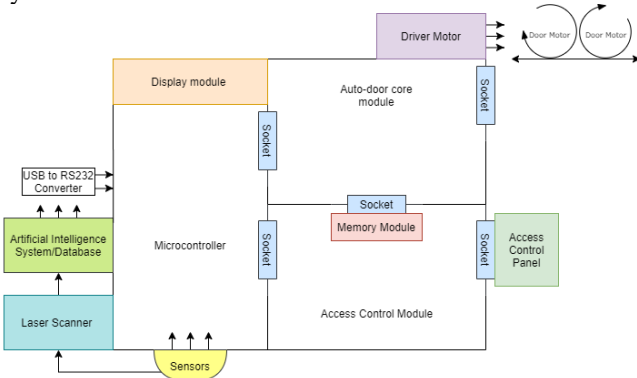 Driver Motor
Door Motor
Door Motor
Display module
Auto-door core
module
Socket
Socket
USB to RS232
Converter
Socket
Memory Module
Artificial Intelligence
System/Database
Microcontroller
Socket
Socket
Access
Control
Panel
Laser Scanner
Access Control Module
Sensors